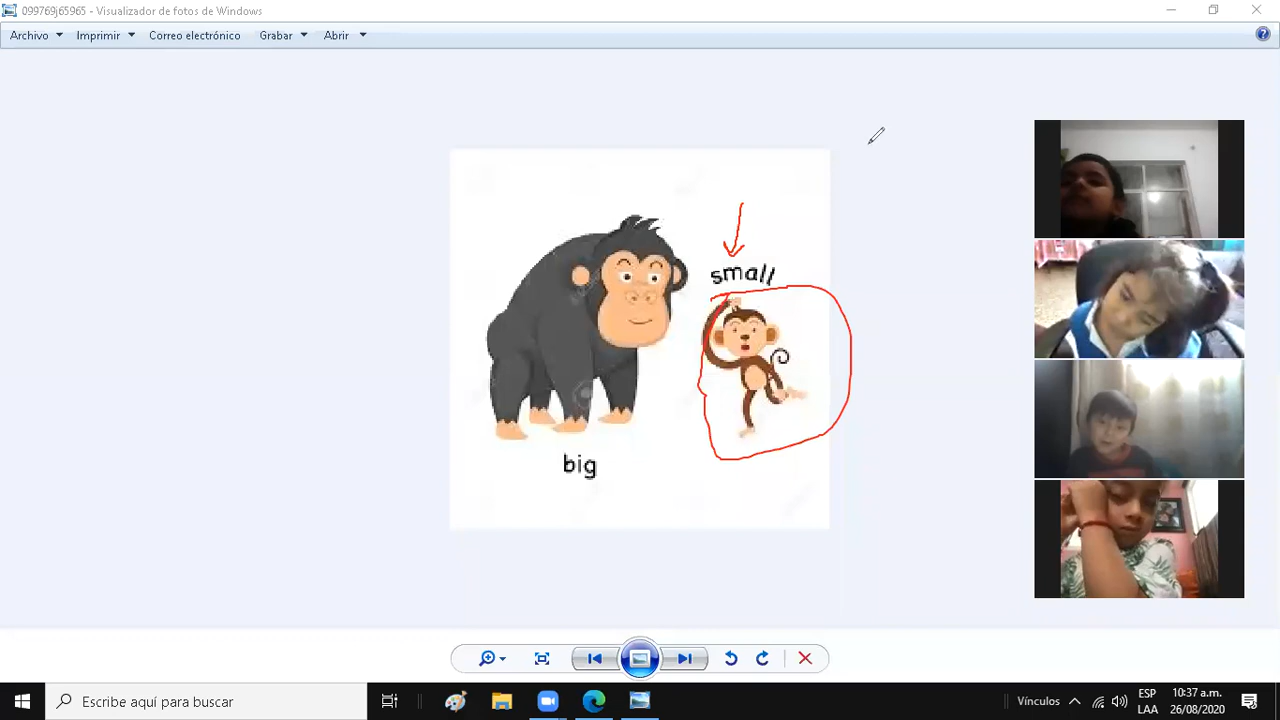 099769j65965 - Visualizador de fotos de Windows
Archivo Imprimir Correo electrónico Grabar Abrir
small
big
Escribe aquí para buscar
Vínculos
ESP
LAA
10:37 a.m.
26/08/2020